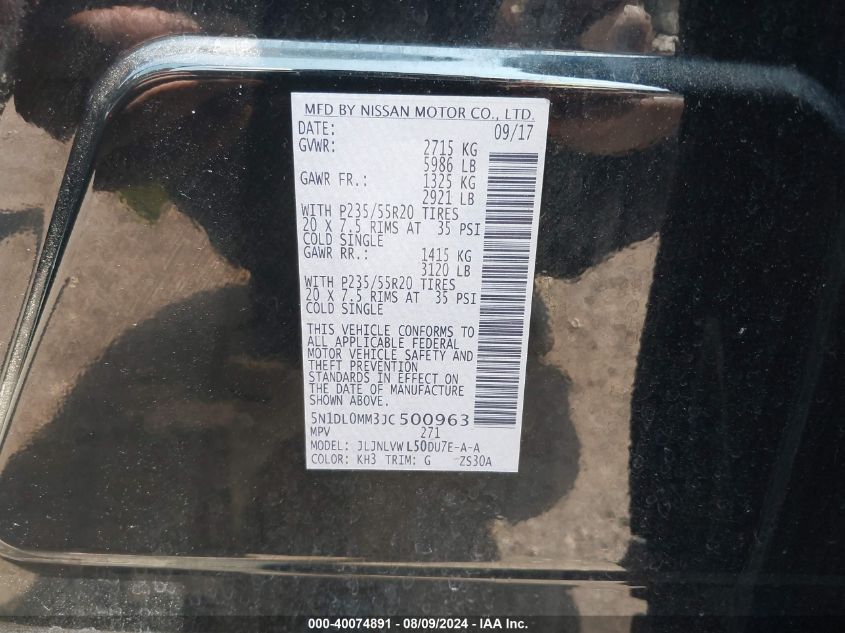 MFD BY NISSAN MOTOR CO., LTD.
DATE: 09/17
GVWR: 2715 KG
5986 LB
GAWR FR.: 1325 KG
2921 LB
WITH P235/55R20 TIRES
20 X 7.5 RIMS AT 35 PSI
COLD SINGLE
GAWR RR.: 1415 KG
3120 LB
WITH P235/55R20 TIRES
20 X 7.5 RIMS AT 35 PSI
COLD SINGLE
THIS VEHICLE CONFORMS TO
ALL APPLICABLE FEDERAL
MOTOR VEHICLE SAFETY AND
THEFT PREVENTION
STANDARDS IN EFFECT ON
THE DATE OF MANUFACTURE
SHOWN ABOVE.
5N1DL0MM3JC500963
MPV 271
MODEL: JLJNLVWL50DU7E-A-A
COLOR: KH3 TRIM: G -ZS30A
000-40074891 - 08/09/2024 - IAA Inc.